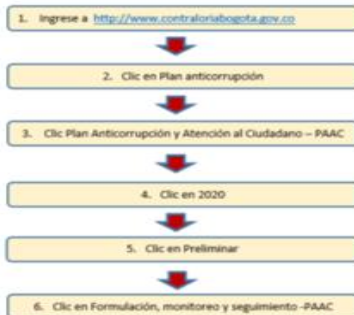 1. Ingrese a http://www.contraloriabogota.gov.co
2. Clic en Plan anticorrupción
3. Clic Plan Anticorrupción y Atención al Ciudadano – PAAC
4. Clic en 2020
5. Clic en Preliminar
6. Clic en Formulación, monitoreo y seguimiento -PAAC